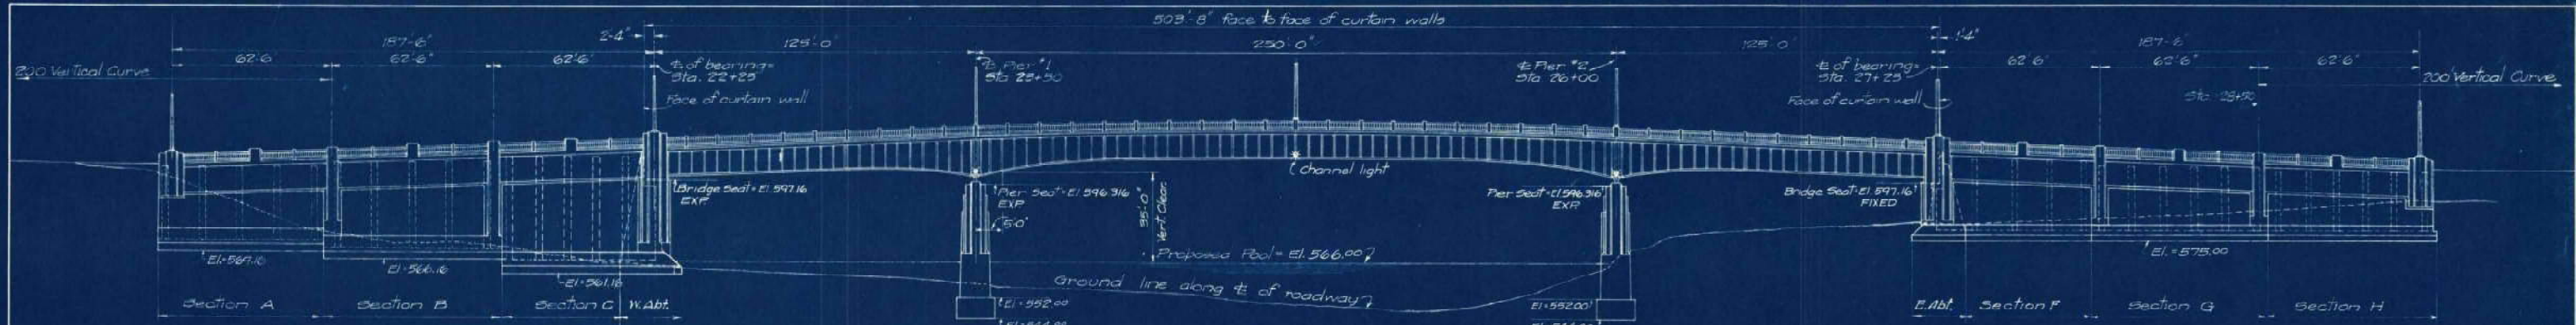 503'-8" face to face of curtain walls
187'-6"
2'-4"
125'-0"
250'-0"
125'-0"
1'-4"
187'-6"
62'-6"
62'-6"
62'-6"
62'-6"
62'-6"
62'-6"
200' Vertical Curve
℄ of bearing=
Sta. 22+25
℄ Pier #1
Sta 23+50
℄ Pier #2
Sta 26+00
℄ of bearing=
Sta. 27+25
200' Vertical Curve
Sta. 28+50
Face of curtain wall
Face of curtain wall
Channel light
Bridge Seat=El. 597.16
EXP.
Pier Seat=El. 596.316
EXP
5'0"
35'-0"
Vert. Clear.
Pier Seat=El. 596.316
EXP.
Bridge Seat=El. 597.16
FIXED
Proposed Pool=El. 566.00
Ground line along ℄ of roadway
El.=566.16
El.=561.16
El.=552.00
El.=552.00
El.=575.00
Section A
Section B
Section C
W. Abt.
E. Abt.
Section F
Section G
Section H